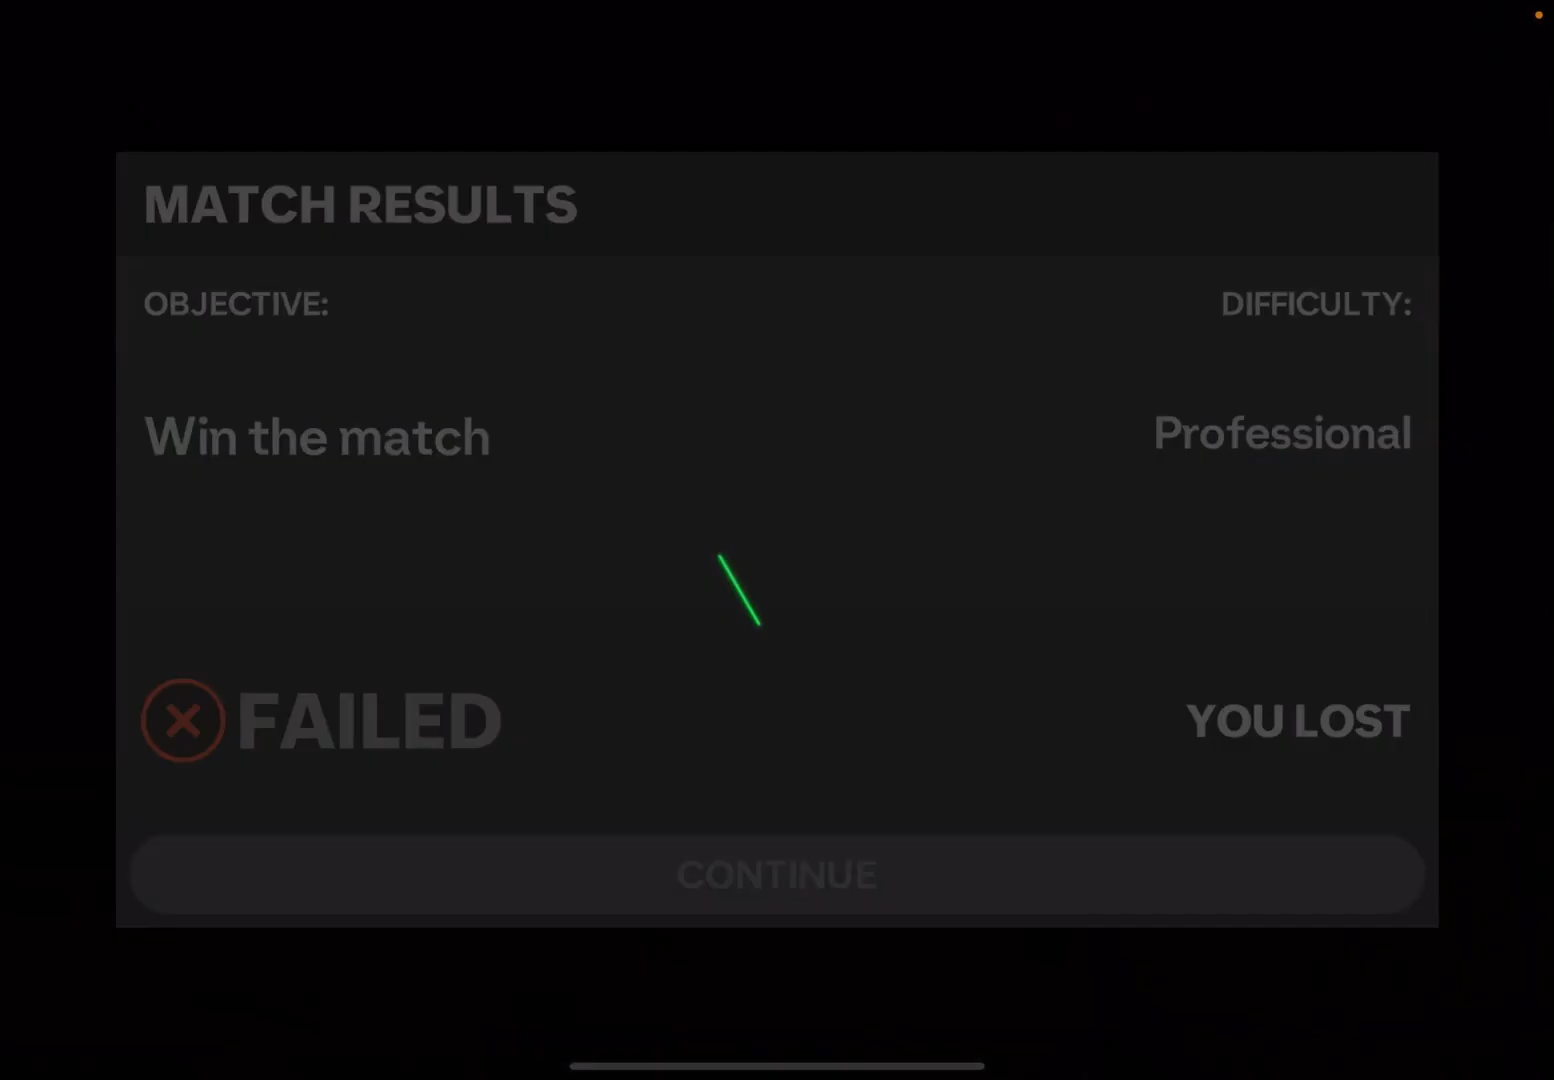 MATCH RESULTS
OBJECTIVE:
DIFFICULTY:
Win the match
Professional
FAILED
YOU LOST
CONTINUE